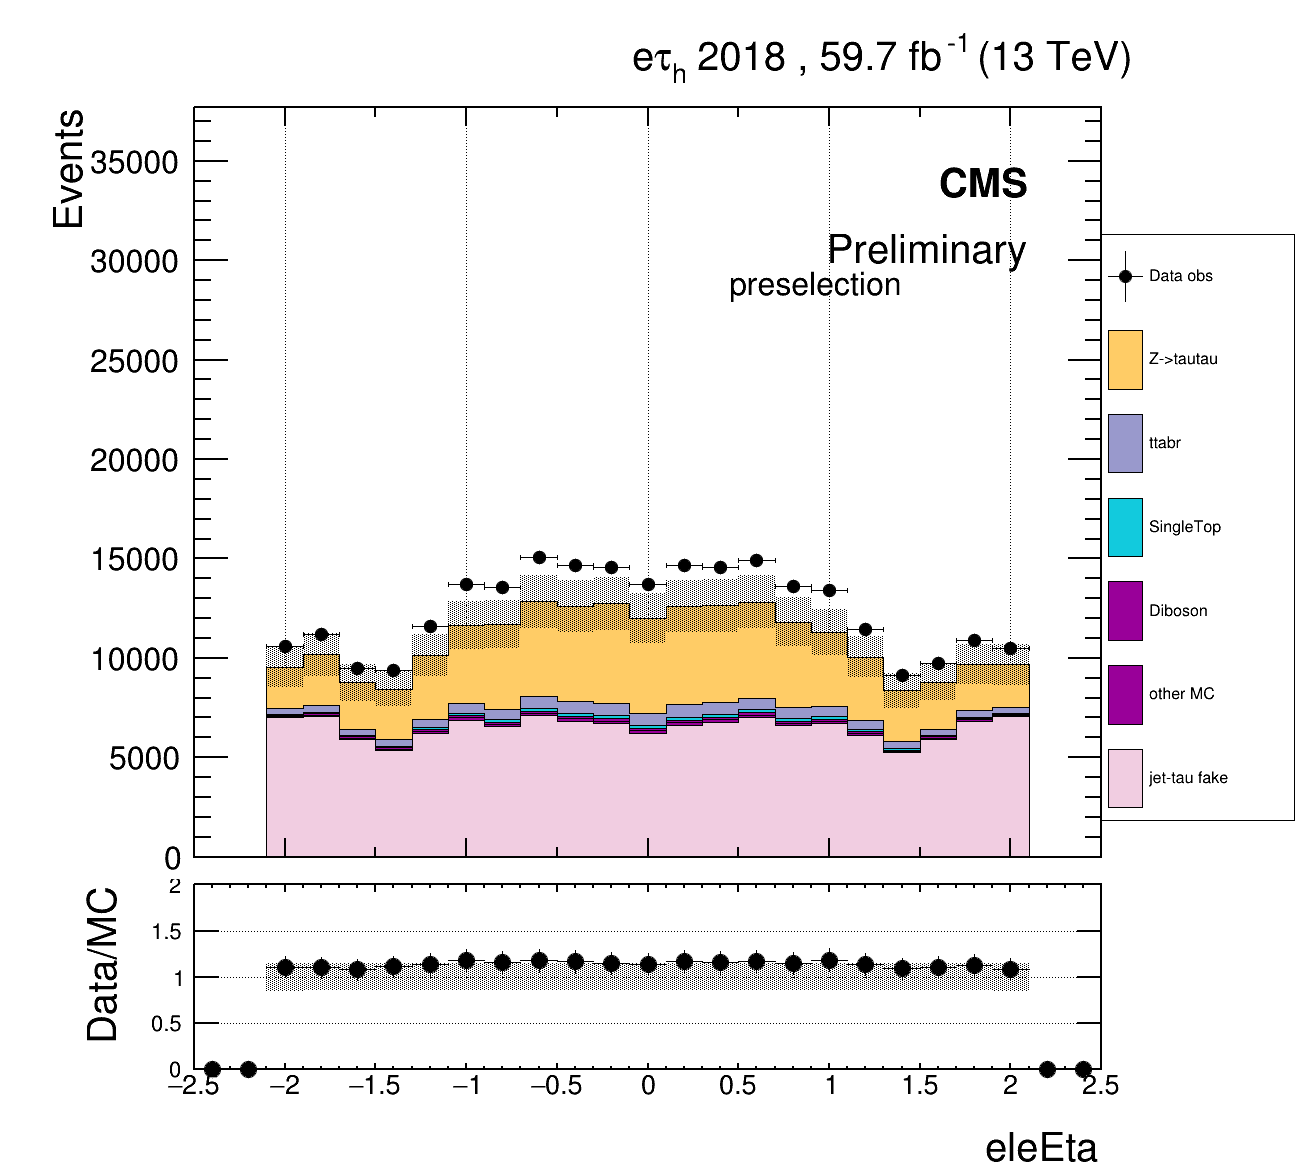 eτh 2018 , 59.7 fb-1 (13 TeV)
Events
35000
30000
25000
20000
15000
10000
5000
0
CMS
Preliminary
preselection
Data obs
Z->tautau
ttabr
SingleTop
Diboson
other MC
jet-tau fake
Data/MC
2
1.5
1
0.5
0
−2.5 −2 −1.5 −1 −0.5 0 0.5 1 1.5 2 2.5
eleEta